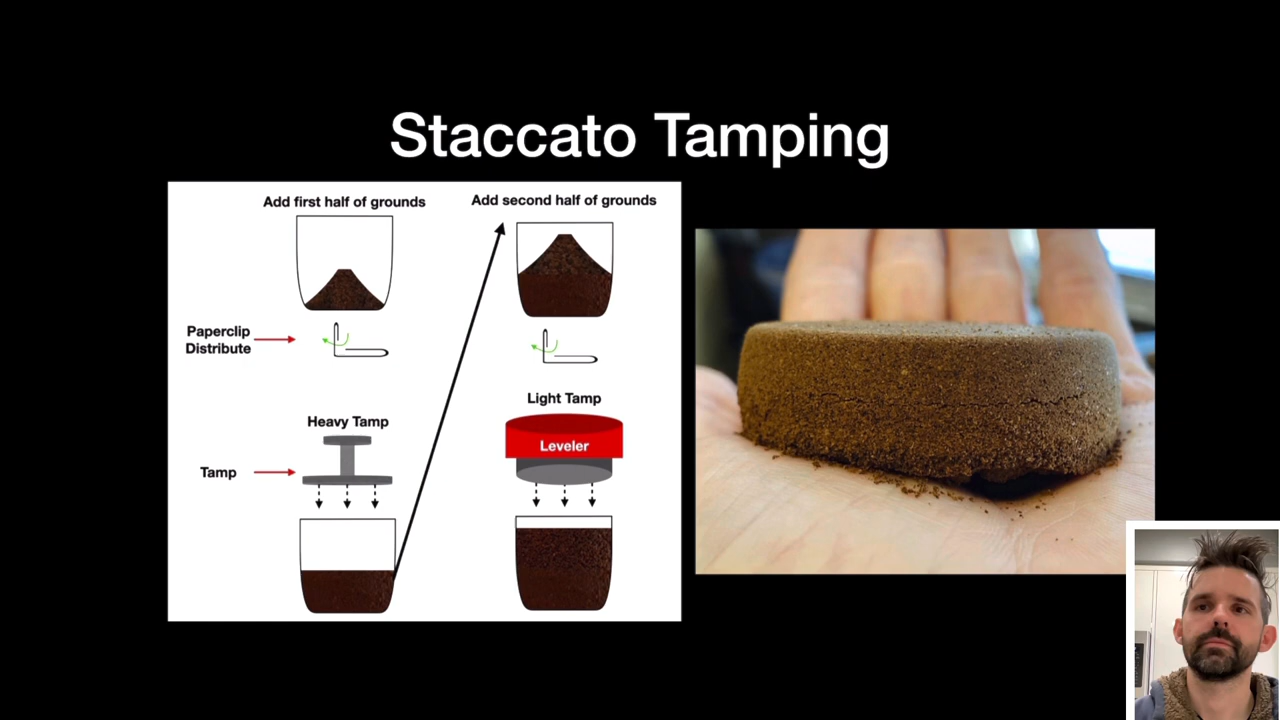 Staccato Tamping
Add first half of grounds
Paperclip
Distribute
Heavy Tamp
Tamp
Add second half of grounds
Light Tamp
Leveler